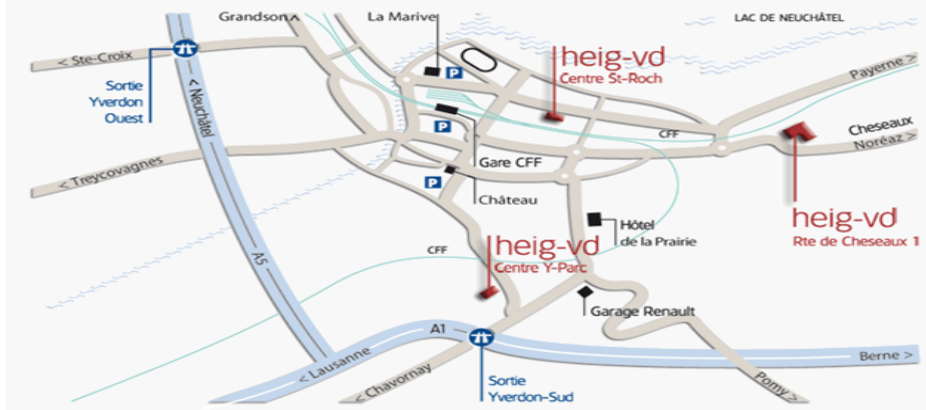 Grandson
La Marive
LAC DE NEUCHÂTEL
< Ste-Croix
heig-vd
Centre St-Roch
Payerne >
Sortie
Yverdon
Ouest
< Neuchâtel
P
P
CFF
Cheseaux
Noréaz >
< Treycovagnes
Gare CFF
P
Château
heig-vd
Rte de Cheseaux 1
Hôtel
de la Prairie
heig-vd
Centre Y-Parc
CFF
A5
Garage Renault
A1
< Lausanne
Berne >
< Chavornay
Pomy >
Sortie
Yverdon-Sud